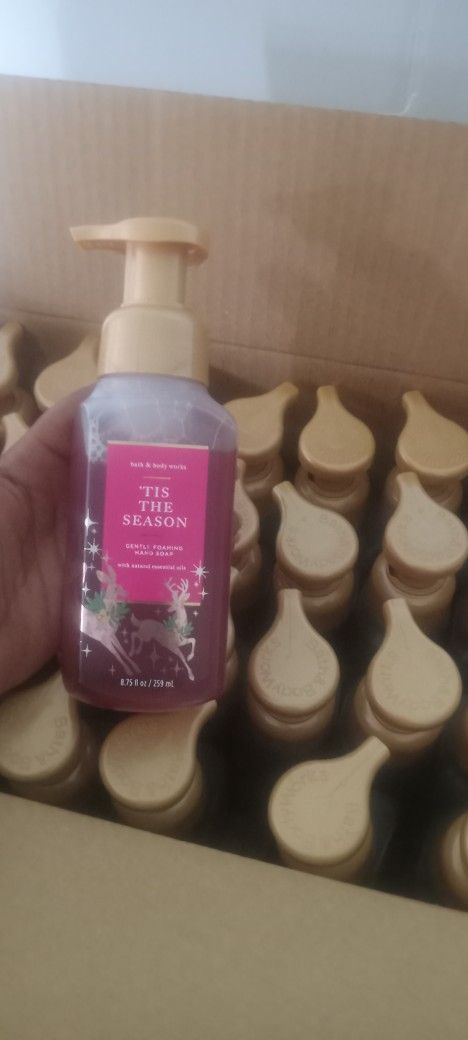 bath & body works
'TIS
THE
SEASON
GENTLE FOAMING
HAND SOAP
with natural essential oils
8.75 fl oz / 259 mL